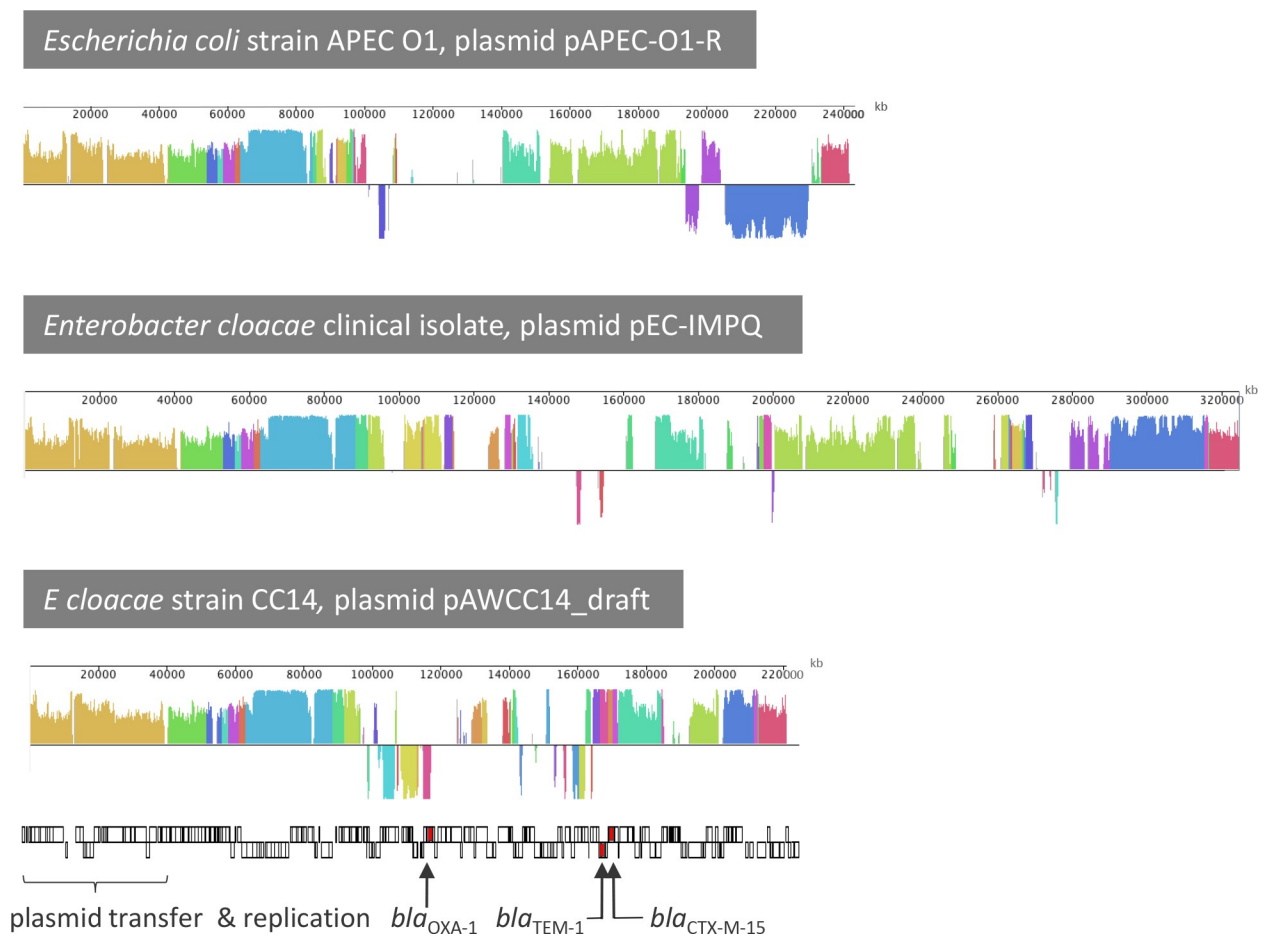 Escherichia coli strain APEC O1, plasmid pAPEC-O1-R
20000 40000 60000 80000 100000 120000 140000 160000 180000 200000 220000 240000 kb
Enterobacter cloacae clinical isolate, plasmid pEC-IMPQ
20000 40000 60000 80000 100000 120000 140000 160000 180000 200000 220000 240000 260000 280000 300000 320000 kb
E cloacae strain CC14, plasmid pAWCC14_draft
20000 40000 60000 80000 100000 120000 140000 160000 180000 200000 220000 kb
plasmid transfer & replication blaOXA-1 blaTEM-1 blaCTX-M-15